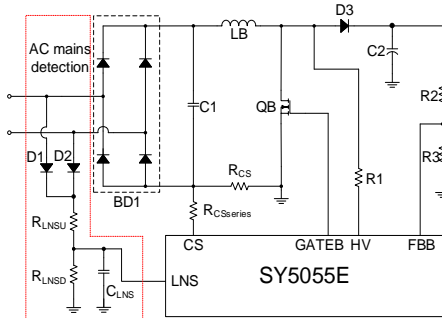 D3
LB
AC mains
detection
C2
C1
QB
R2
D1
D2
R3
RCS
R1
BD1
RCSseries
RLNSU
CS
GATEB
HV
FBB
RLNSD
CLNS
LNS
SY5055E